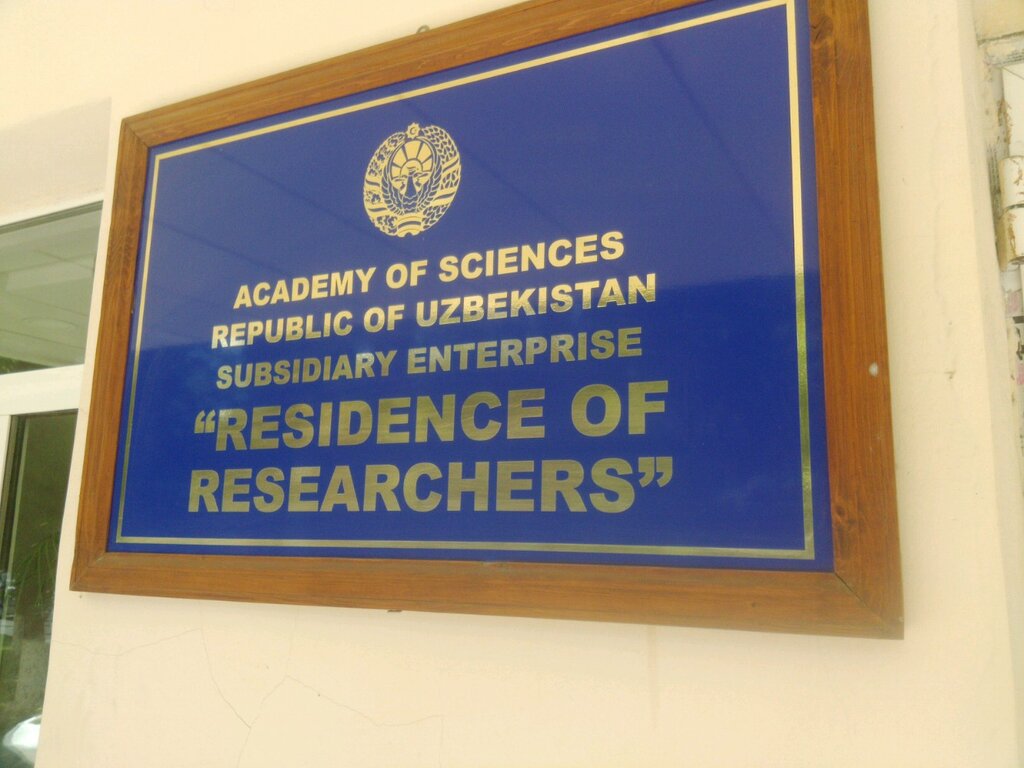 ACADEMY OF SCIENCES
REPUBLIC OF UZBEKISTAN
SUBSIDIARY ENTERPRISE
“RESIDENCE OF
RESEARCHERS”